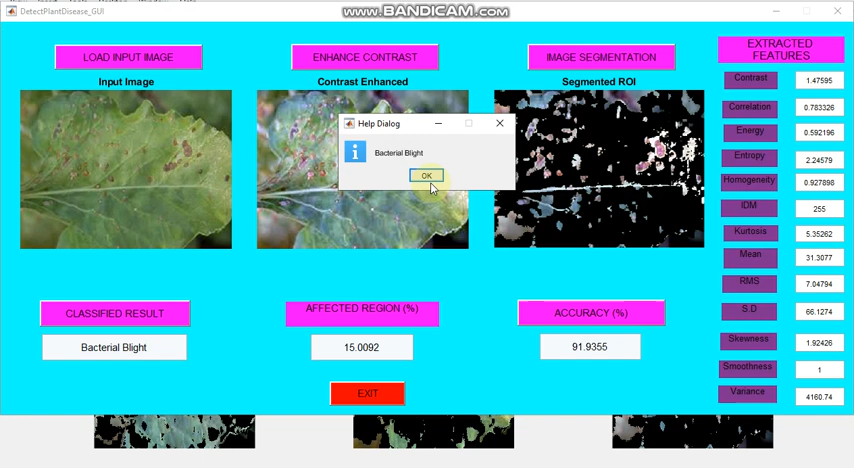 www.BANDICAM.com
DetectPlantDisease_GUI
LOAD INPUT IMAGE
ENHANCE CONTRAST
IMAGE SEGMENTATION
EXTRACTED
FEATURES
Input Image
Contrast Enhanced
Segmented ROI
Help Dialog
Bacterial Blight
OK
Contrast 1.47595
Correlation 0.783326
Energy 0.592196
Entropy 2.24579
Homogeneity 0.927898
IDM 255
Kurtosis 5.35262
Mean 31.3077
RMS 7.04794
S.D 66.1274
Skewness 1.92426
Smoothness 1
Variance 4160.74
CLASSIFIED RESULT
AFFECTED REGION (%)
ACCURACY (%)
Bacterial Blight
15.0092
91.9355
EXIT